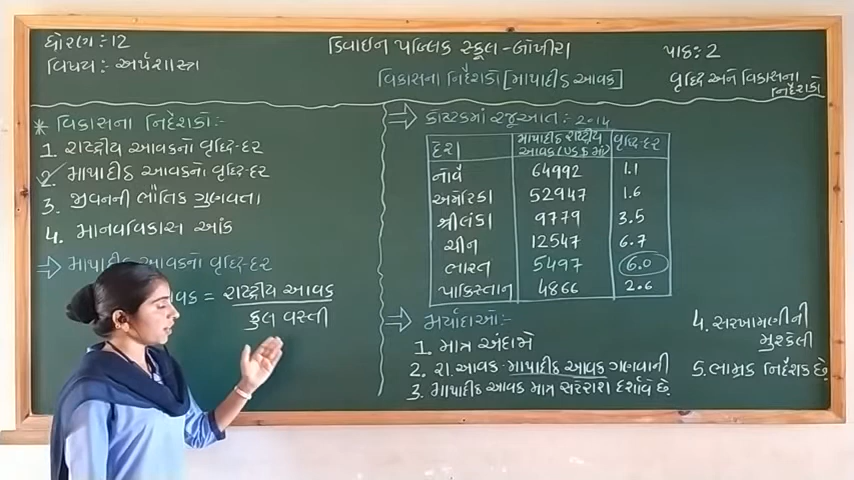 ધોરણ :- 12
વિષય :- અર્થશાસ્ત્ર
ડિવાઇન પબ્લિક સ્કૂલ - બોખીરા
વિકાસના નિર્દેશકો [માથાદીઠ આવક]
પાઠ : 2
વૃદ્ધિ અને વિકાસના
નિર્દેશકો
* વિકાસના નિર્દેશકો :-
1. રાષ્ટ્રીય આવકનો વૃદ્ધિ-દર
2. માથાદીઠ આવકનો વૃદ્ધિ-દર
3. જીવનની ભૌતિક ગુણવત્તા
4. માનવવિકાસ આંક
⇒ માથાદીઠ આવકનો વૃદ્ધિ-દર
આવક = રાષ્ટ્રીય આવક
કુલ વસ્તી
⇒ કોષ્ટકમાં રજૂઆત :- 2014
દેશ માથાદીઠ રાષ્ટ્રીય આવક (US $ માં) વૃદ્ધિ-દર
નોર્વે 64992 1.1
અમેરિકા 52947 1.6
શ્રીલંકા 9779 3.5
ચીન 12547 6.7
ભારત 5497 6.0
પાકિસ્તાન 4866 2.6
⇒ મર્યાદાઓ :-
1. માત્ર અંદાજો
2. રા. આવક - માથાદીઠ આવક ગણવાની
3. માથાદીઠ આવક માત્ર સરેરાશ દર્શાવે છે.
4. સરખામણીની
મુશ્કેલી
5. ભ્રામક નિર્દેશક છે.